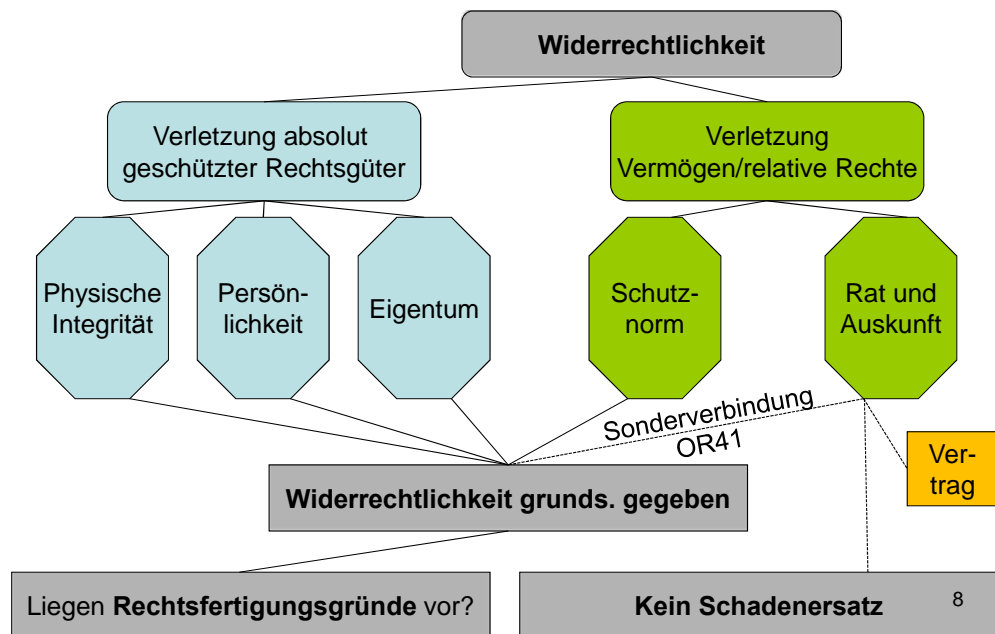 Widerrechtlichkeit
Verletzung absolut
geschützter Rechtsgüter
Verletzung
Vermögen/relative Rechte
Physische
Integrität
Persön-
lichkeit
Eigentum
Schutz-
norm
Rat und
Auskunft
Sonderverbindung
OR41
Ver-
trag
Widerrechtlichkeit grunds. gegeben
Liegen Rechtsfertigungsgründe vor?
Kein Schadenersatz
8